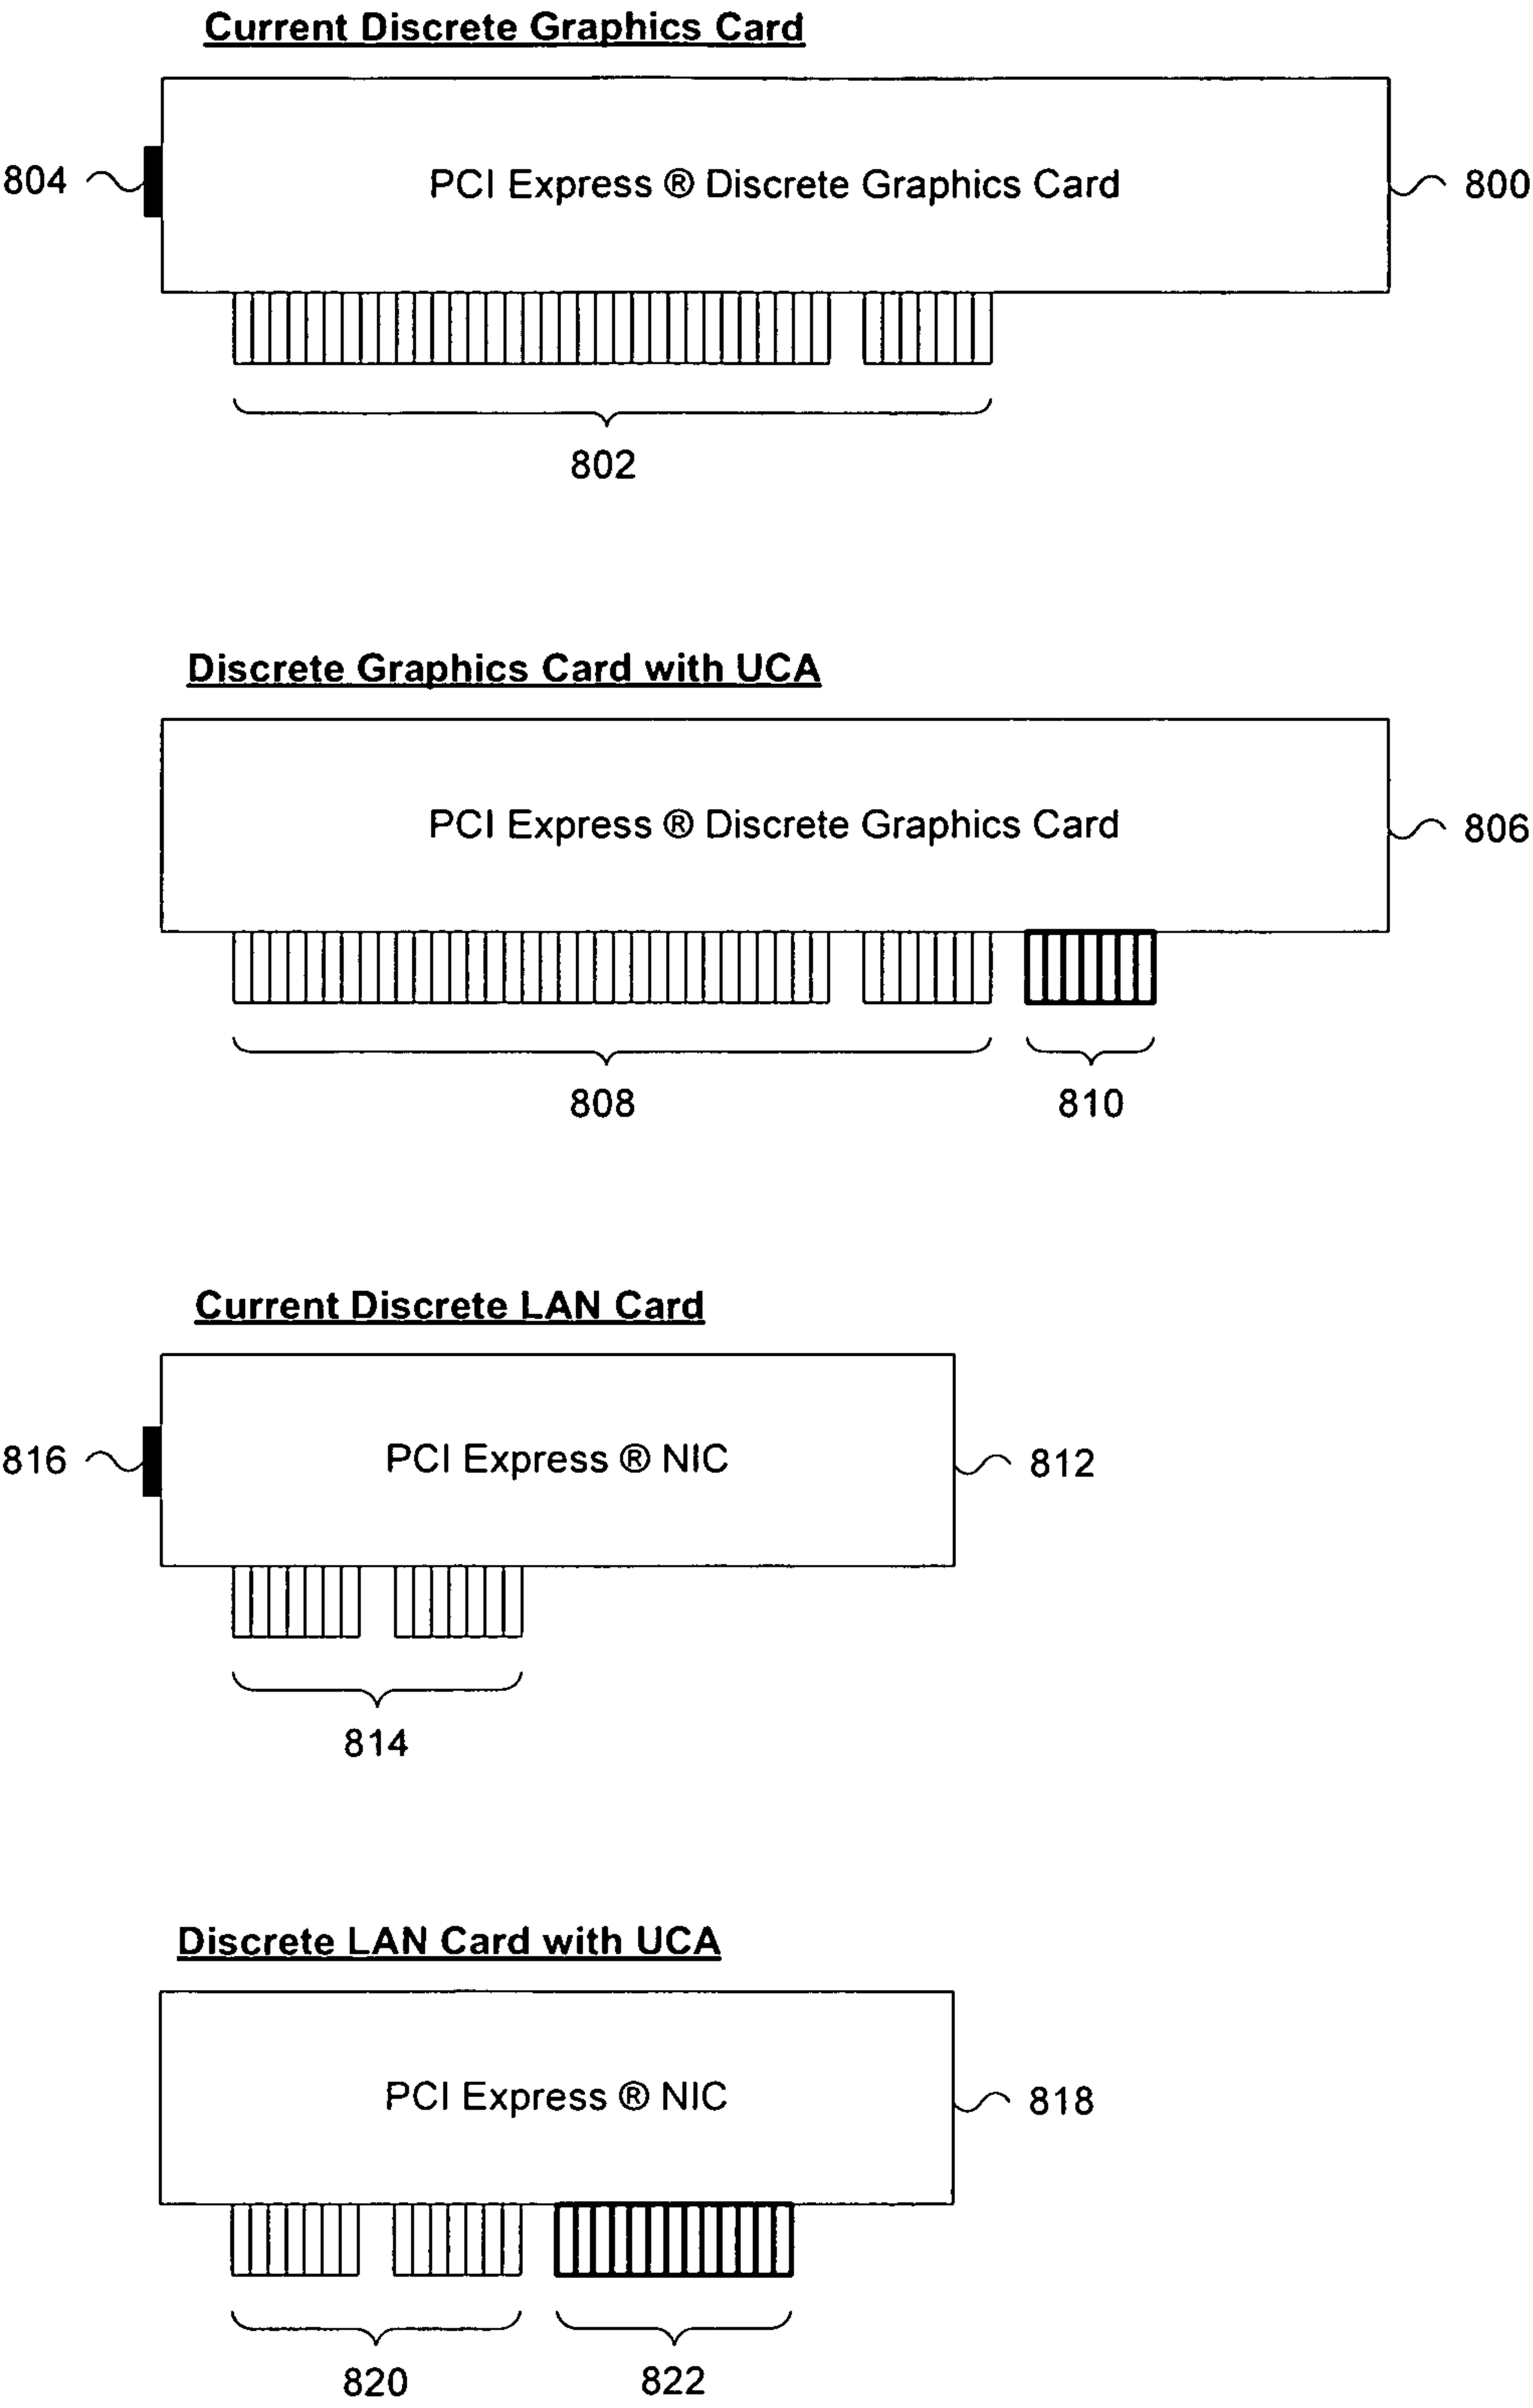 Current Discrete Graphics Card
804
PCI Express ® Discrete Graphics Card
800
802
Discrete Graphics Card with UCA
PCI Express ® Discrete Graphics Card
806
808
810
Current Discrete LAN Card
816
PCI Express ® NIC
812
814
Discrete LAN Card with UCA
PCI Express ® NIC
818
820
822